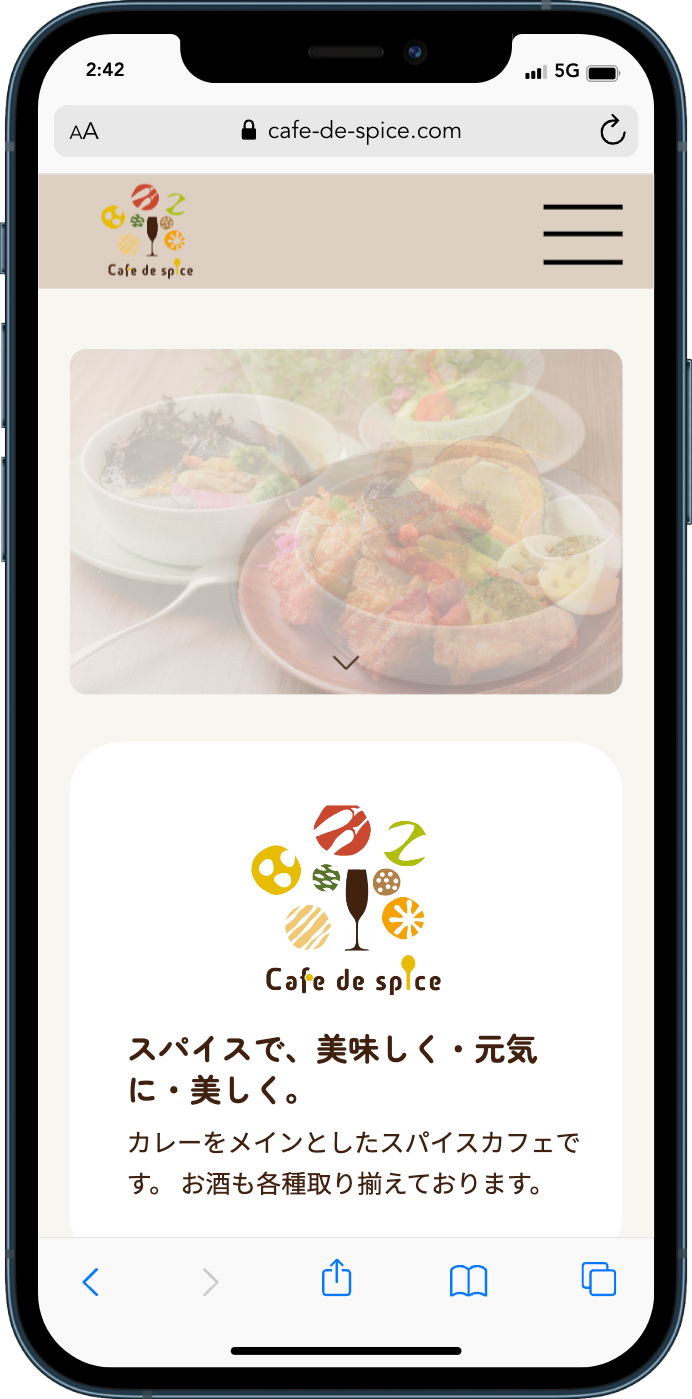 2:42
5G
AA
cafe-de-spice.com
Cafe de spice
Cafe de spice
スパイスで、美味しく・元気
に・美しく。
カレーをメインとしたスパイスカフェで
す。 お酒も各種取り揃えております。